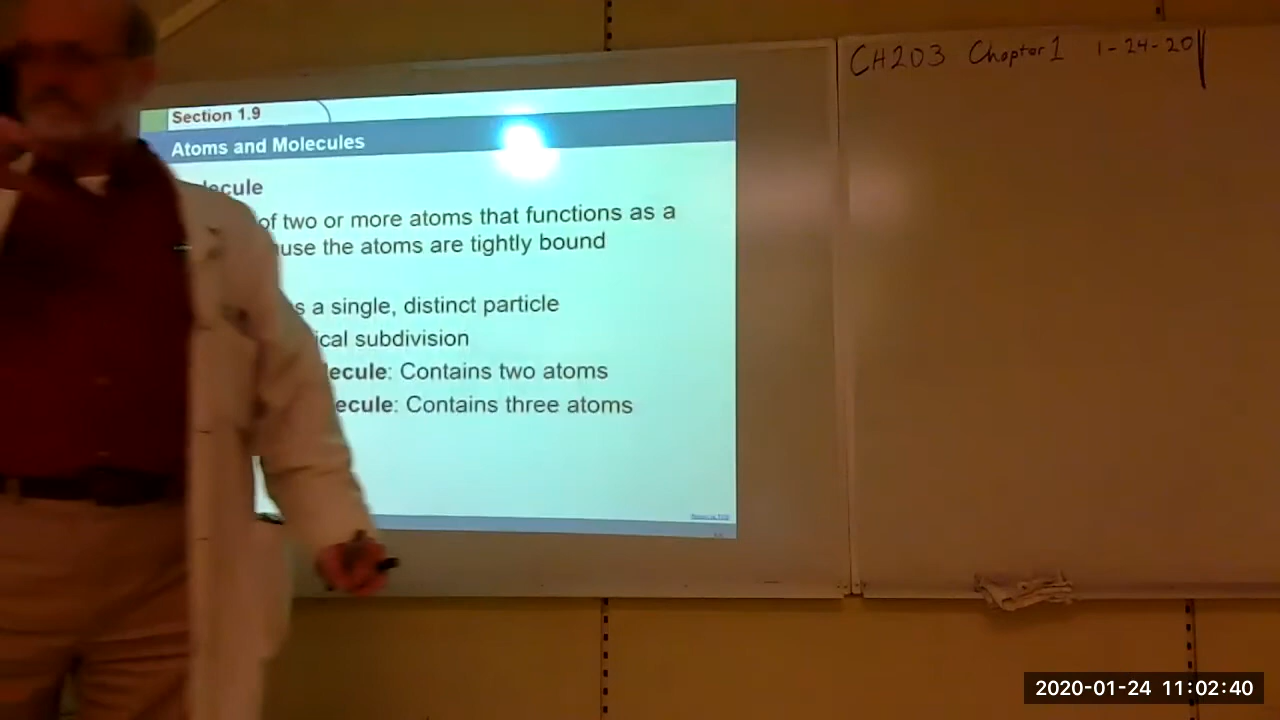 CH203 Chapter 1 1-24-20
Section 1.9
Atoms and Molecules
lecule
of two or more atoms that functions as a
use the atoms are tightly bound
s a single, distinct particle
ical subdivision
lecule: Contains two atoms
ecule: Contains three atoms
2020-01-24 11:02:40